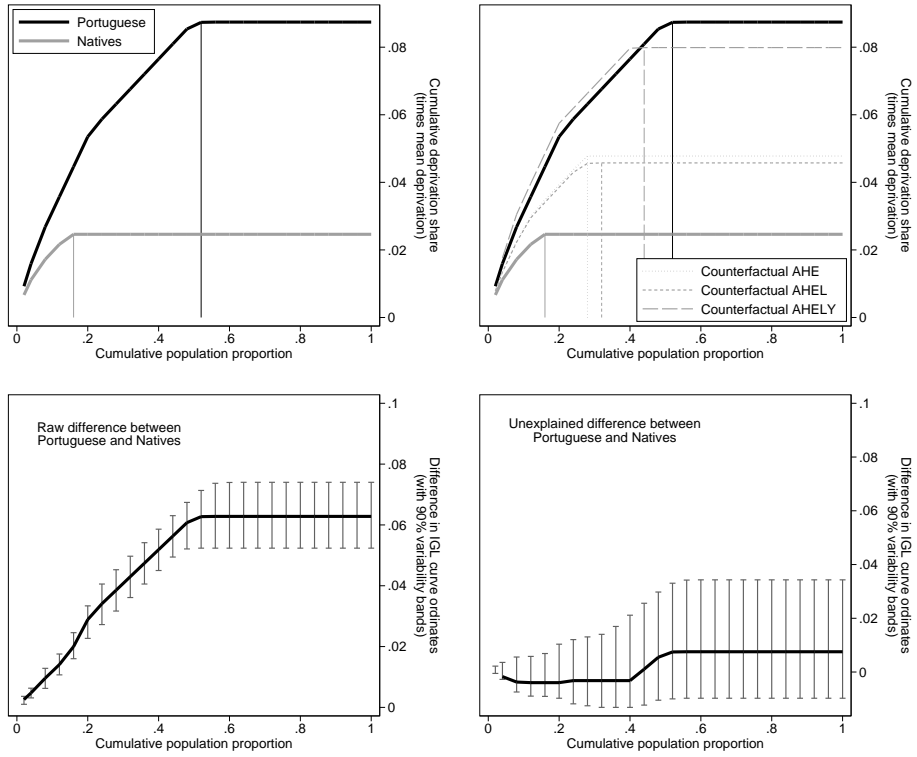 Portuguese
Natives
.08
.06
.04
.02
0
Cumulative deprivation share
(times mean deprivation)
0
.2
.4
.6
.8
1
Cumulative population proportion
Counterfactual AHE
Counterfactual AHEL
Counterfactual AHELY
.08
.06
.04
.02
0
Cumulative deprivation share
(times mean deprivation)
0
.2
.4
.6
.8
1
Cumulative population proportion
Raw difference between
Portuguese and Natives
.1
.08
.06
.04
.02
0
Difference in IGL curve ordinates
(with 90% variability bands)
0
.2
.4
.6
.8
1
Cumulative population proportion
Unexplained difference between
Portuguese and Natives
.1
.08
.06
.04
.02
0
Difference in IGL curve ordinates
(with 90% variability bands)
0
.2
.4
.6
.8
1
Cumulative population proportion